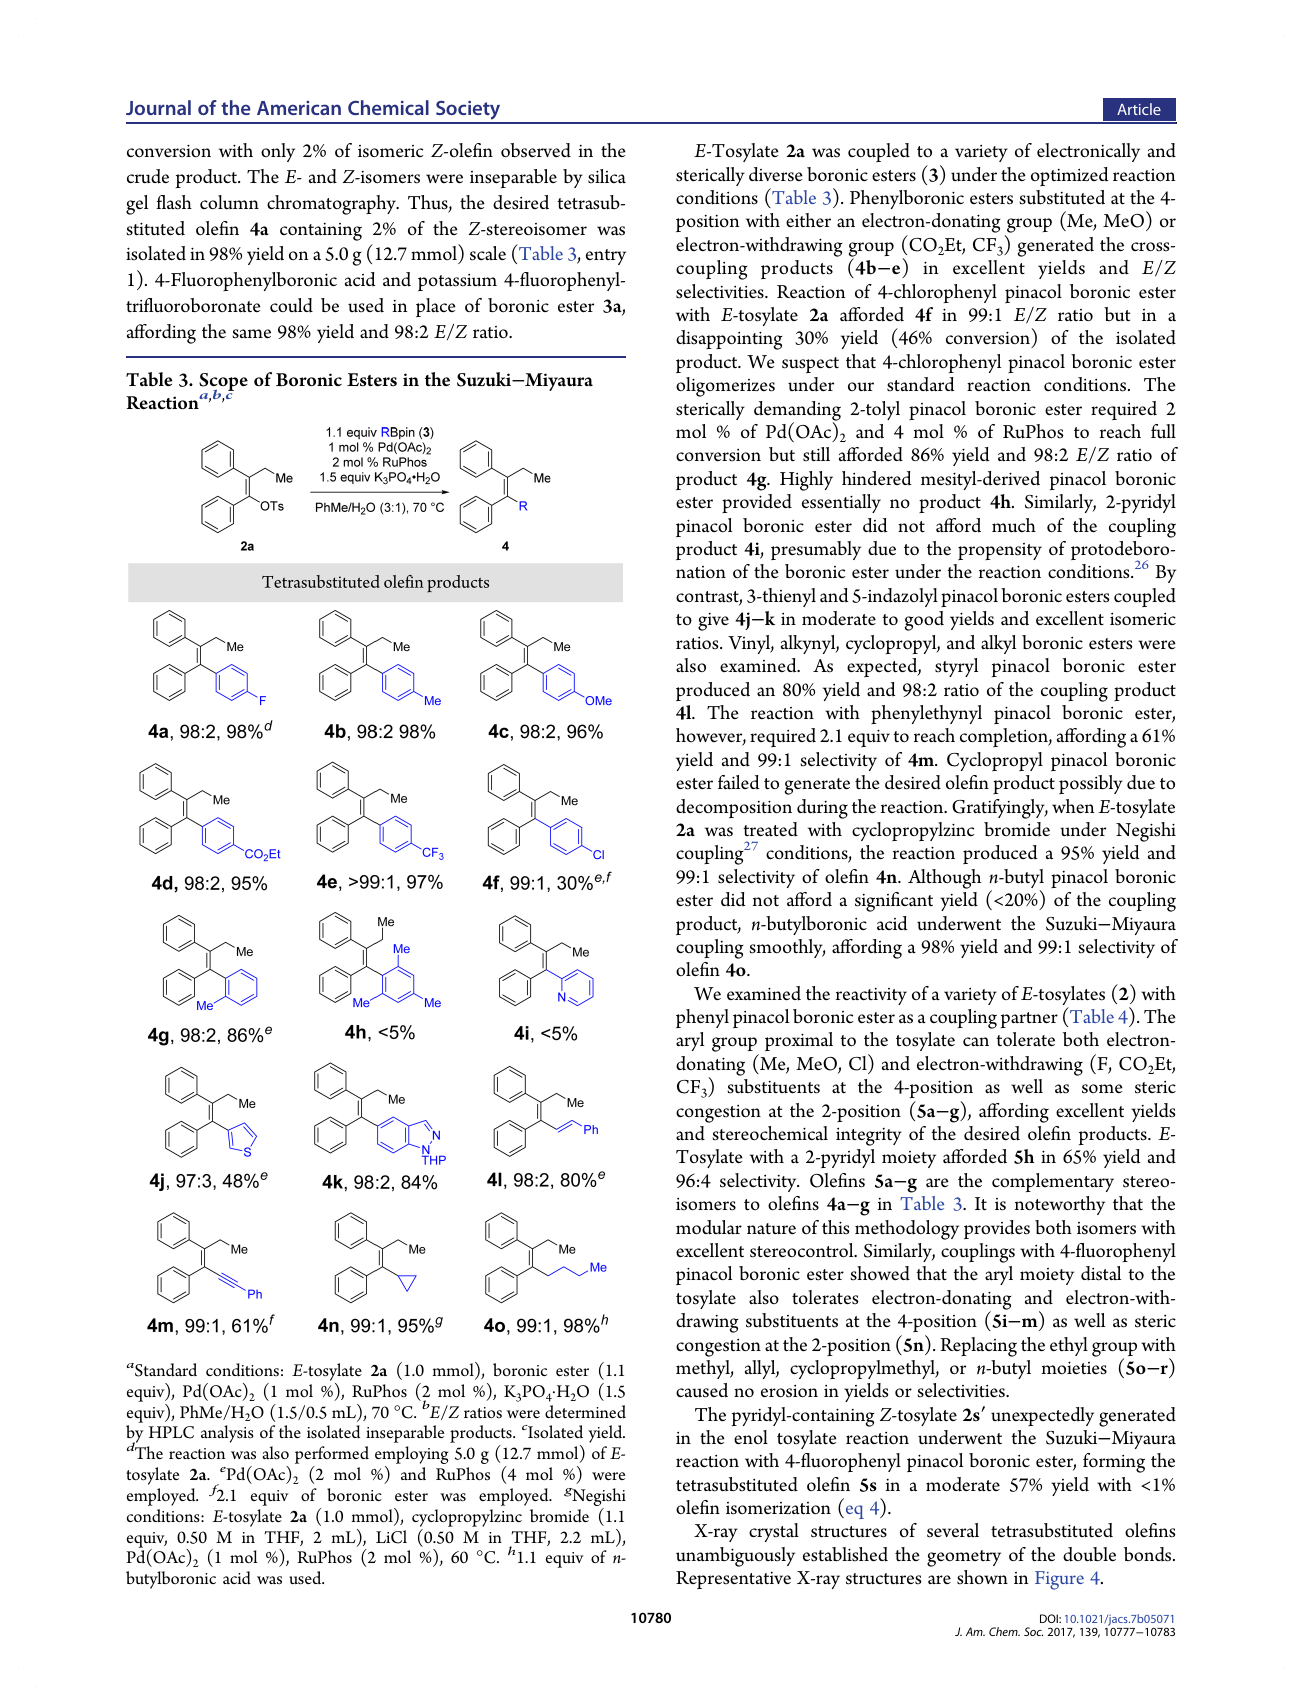 Journal of the American Chemical Society
Article
conversion with only 2% of isomeric Z-olefin observed in the
crude product. The E- and Z-isomers were inseparable by silica
gel flash column chromatography. Thus, the desired tetrasub-
stituted olefin 4a containing 2% of the Z-stereoisomer was
isolated in 98% yield on a 5.0 g (12.7 mmol) scale (Table 3, entry
1). 4-Fluorophenylboronic acid and potassium 4-fluorophenyl-
trifluoroboronate could be used in place of boronic ester 3a,
affording the same 98% yield and 98:2 E/Z ratio.
Table 3. Scope of Boronic Esters in the Suzuki−Miyaura
Reaction^a,b,c
1.1 equiv RBpin (3)
1 mol % Pd(OAc)2
2 mol % RuPhos
1.5 equiv K3PO4•H2O
PhMe/H2O (3:1), 70 °C
Me
OTs
2a
Me
R
4
Tetrasubstituted olefin products
Me
F
Me
Me
Me
OMe
4a, 98:2, 98%^d
4b, 98:2 98%
4c, 98:2, 96%
Me
CO2Et
Me
CF3
Me
Cl
4d, 98:2, 95%
4e, >99:1, 97%
4f, 99:1, 30%^e,f
Me
Me
Me
Me
Me
Me
Me
N
4g, 98:2, 86%^e
4h, <5%
4i, <5%
Me
S
Me
N
N
THP
Me
Ph
4j, 97:3, 48%^e
4k, 98:2, 84%
4l, 98:2, 80%^e
Me
Ph
Me
Me
Me
4m, 99:1, 61%^f
4n, 99:1, 95%^g
4o, 99:1, 98%^h
^aStandard conditions: E-tosylate 2a (1.0 mmol), boronic ester (1.1
equiv), Pd(OAc)2 (1 mol %), RuPhos (2 mol %), K3PO4·H2O (1.5
equiv), PhMe/H2O (1.5/0.5 mL), 70 °C. ^bE/Z ratios were determined
by HPLC analysis of the isolated inseparable products. ^cIsolated yield.
^dThe reaction was also performed employing 5.0 g (12.7 mmol) of E-
tosylate 2a. ^ePd(OAc)2 (2 mol %) and RuPhos (4 mol %) were
employed. ^f2.1 equiv of boronic ester was employed. ^gNegishi
conditions: E-tosylate 2a (1.0 mmol), cyclopropylzinc bromide (1.1
equiv, 0.50 M in THF, 2 mL), LiCl (0.50 M in THF, 2.2 mL),
Pd(OAc)2 (1 mol %), RuPhos (2 mol %), 60 °C. ^h1.1 equiv of n-
butylboronic acid was used.
E-Tosylate 2a was coupled to a variety of electronically and
sterically diverse boronic esters (3) under the optimized reaction
conditions (Table 3). Phenylboronic esters substituted at the 4-
position with either an electron-donating group (Me, MeO) or
electron-withdrawing group (CO2Et, CF3) generated the cross-
coupling products (4b−e) in excellent yields and E/Z
selectivities. Reaction of 4-chlorophenyl pinacol boronic ester
with E-tosylate 2a afforded 4f in 99:1 E/Z ratio but in a
disappointing 30% yield (46% conversion) of the isolated
product. We suspect that 4-chlorophenyl pinacol boronic ester
oligomerizes under our standard reaction conditions. The
sterically demanding 2-tolyl pinacol boronic ester required 2
mol % of Pd(OAc)2 and 4 mol % of RuPhos to reach full
conversion but still afforded 86% yield and 98:2 E/Z ratio of
product 4g. Highly hindered mesityl-derived pinacol boronic
ester provided essentially no product 4h. Similarly, 2-pyridyl
pinacol boronic ester did not afford much of the coupling
product 4i, presumably due to the propensity of protodeboro-
nation of the boronic ester under the reaction conditions.^26 By
contrast, 3-thienyl and 5-indazolyl pinacol boronic esters coupled
to give 4j−k in moderate to good yields and excellent isomeric
ratios. Vinyl, alkynyl, cyclopropyl, and alkyl boronic esters were
also examined. As expected, styryl pinacol boronic ester
produced an 80% yield and 98:2 ratio of the coupling product
4l. The reaction with phenylethynyl pinacol boronic ester,
however, required 2.1 equiv to reach completion, affording a 61%
yield and 99:1 selectivity of 4m. Cyclopropyl pinacol boronic
ester failed to generate the desired olefin product possibly due to
decomposition during the reaction. Gratifyingly, when E-tosylate
2a was treated with cyclopropylzinc bromide under Negishi
coupling^27 conditions, the reaction produced a 95% yield and
99:1 selectivity of olefin 4n. Although n-butyl pinacol boronic
ester did not afford a significant yield (<20%) of the coupling
product, n-butylboronic acid underwent the Suzuki−Miyaura
coupling smoothly, affording a 98% yield and 99:1 selectivity of
olefin 4o.
We examined the reactivity of a variety of E-tosylates (2) with
phenyl pinacol boronic ester as a coupling partner (Table 4). The
aryl group proximal to the tosylate can tolerate both electron-
donating (Me, MeO, Cl) and electron-withdrawing (F, CO2Et,
CF3) substituents at the 4-position as well as some steric
congestion at the 2-position (5a−g), affording excellent yields
and stereochemical integrity of the desired olefin products. E-
Tosylate with a 2-pyridyl moiety afforded 5h in 65% yield and
96:4 selectivity. Olefins 5a−g are the complementary stereo-
isomers to olefins 4a−g in Table 3. It is noteworthy that the
modular nature of this methodology provides both isomers with
excellent stereocontrol. Similarly, couplings with 4-fluorophenyl
pinacol boronic ester showed that the aryl moiety distal to the
tosylate also tolerates electron-donating and electron-with-
drawing substituents at the 4-position (5i−m) as well as steric
congestion at the 2-position (5n). Replacing the ethyl group with
methyl, allyl, cyclopropylmethyl, or n-butyl moieties (5o−r)
caused no erosion in yields or selectivities.
The pyridyl-containing Z-tosylate 2s′ unexpectedly generated
in the enol tosylate reaction underwent the Suzuki−Miyaura
reaction with 4-fluorophenyl pinacol boronic ester, forming the
tetrasubstituted olefin 5s in a moderate 57% yield with <1%
olefin isomerization (eq 4).
X-ray crystal structures of several tetrasubstituted olefins
unambiguously established the geometry of the double bonds.
Representative X-ray structures are shown in Figure 4.
10780
DOI: 10.1021/jacs.7b05071
J. Am. Chem. Soc. 2017, 139, 10777−10783